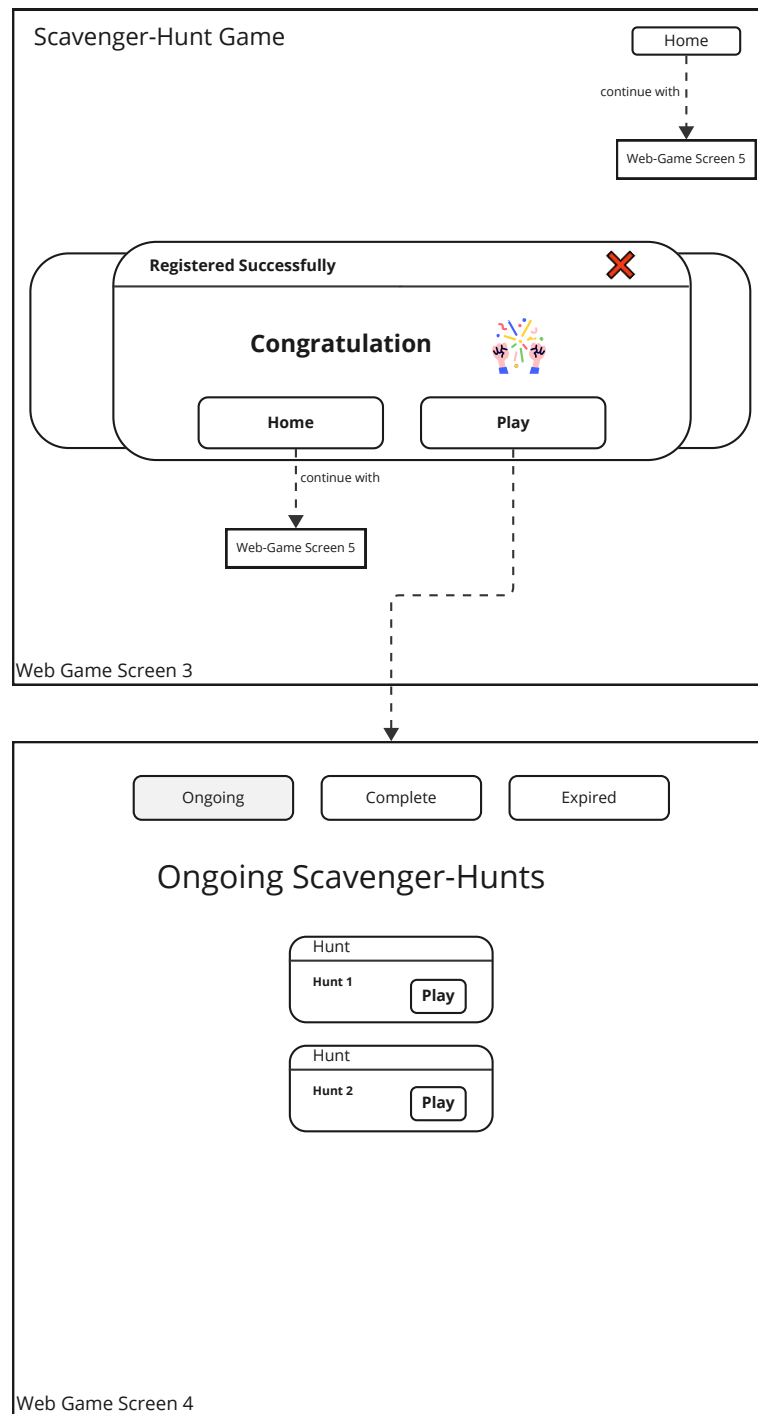 Scavenger-Hunt Game
Home
continue with
Web-Game Screen 5
Registered Successfully
Congratulation
Home
Play
continue with
Web-Game Screen 5
Web Game Screen 3
Ongoing
Complete
Expired
Ongoing Scavenger-Hunts
Hunt
Hunt 1
Play
Hunt
Hunt 2
Play
Web Game Screen 4